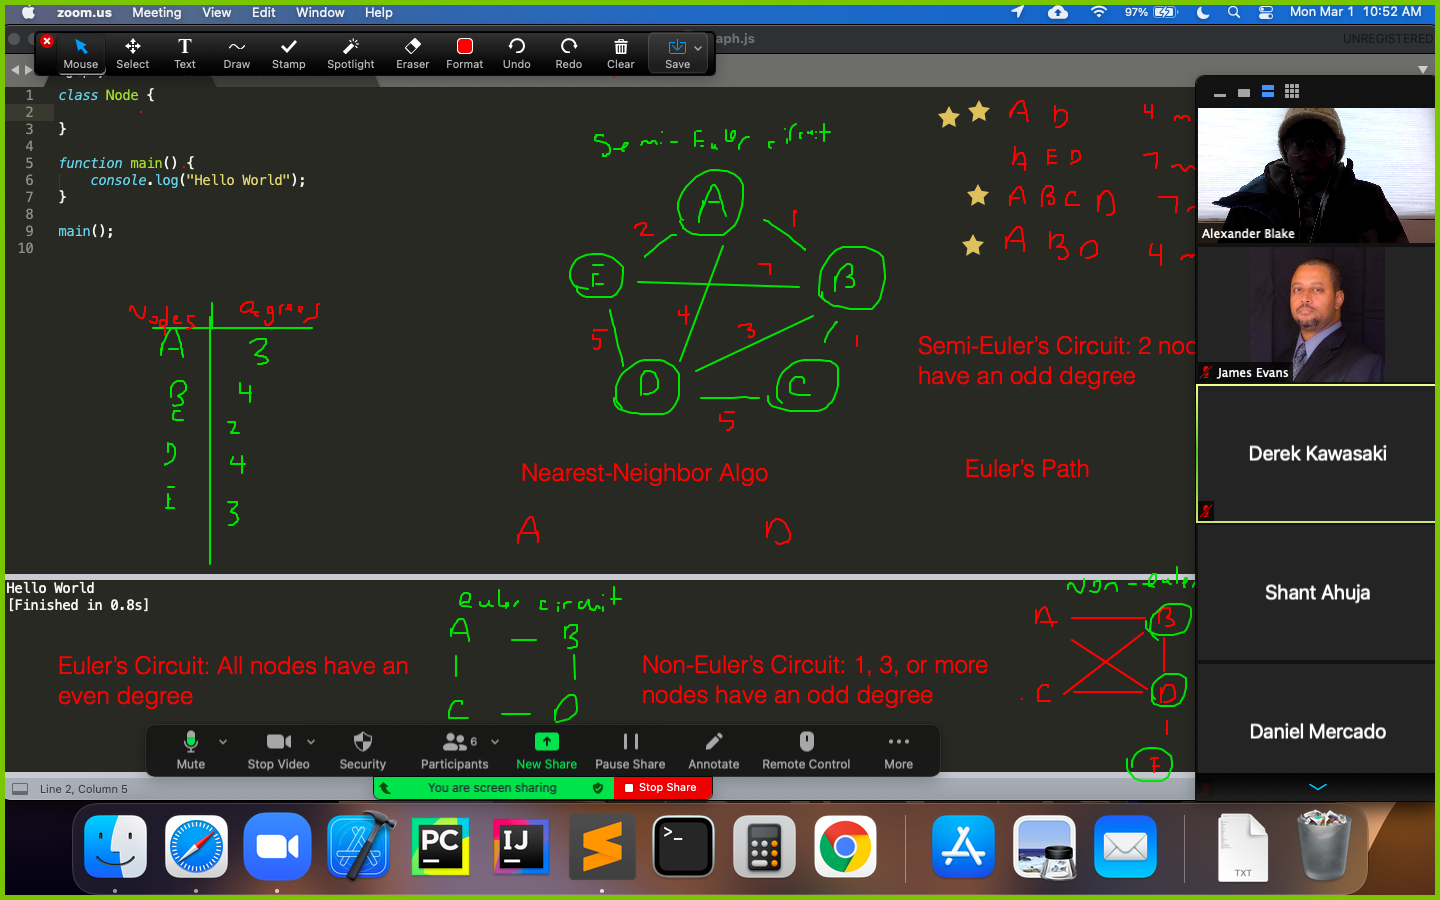 zoom.us Meeting View Edit Window Help
97% Mon Mar 1 10:52 AM
aph.js
UNREGISTERED
Mouse Select Text Draw Stamp Spotlight Eraser Format Undo Redo Clear Save
1 class Node {
2
3 }
4
5 function main() {
6 console.log("Hello World");
7 }
8
9 main();
10
Semi-Euler circuit
A
E
B
D
C
2
1
7
4
3
5
1
5
A D 4 m
A E D 7 m
A B C D 7
A B D 4 m
Nodes degrees
A 3
B 4
C 2
D 4
E 3
Semi-Euler's Circuit: 2 nod
have an odd degree
Nearest-Neighbor Algo
Euler's Path
A D
Hello World
[Finished in 0.8s]
Euler circuit
A — B
C — D
Euler's Circuit: All nodes have an
even degree
Non-Euler's Circuit: 1, 3, or more
nodes have an odd degree
Non-euler
A B
C D
Alexander Blake
James Evans
Derek Kawasaki
Shant Ahuja
Daniel Mercado
Mute Stop Video Security Participants 6 New Share Pause Share Annotate Remote Control More
You are screen sharing Stop Share
Line 2, Column 5
PC
IJ
>_
TXT